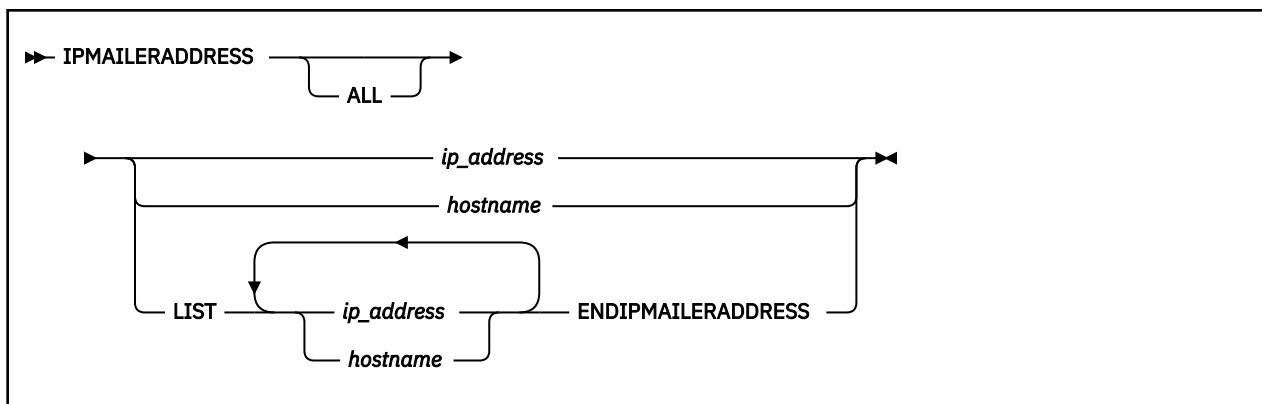 IPMAILERADDRESS
ALL
ip_address
hostname
LIST ip_address ENDIPMAILERADDRESS
hostname